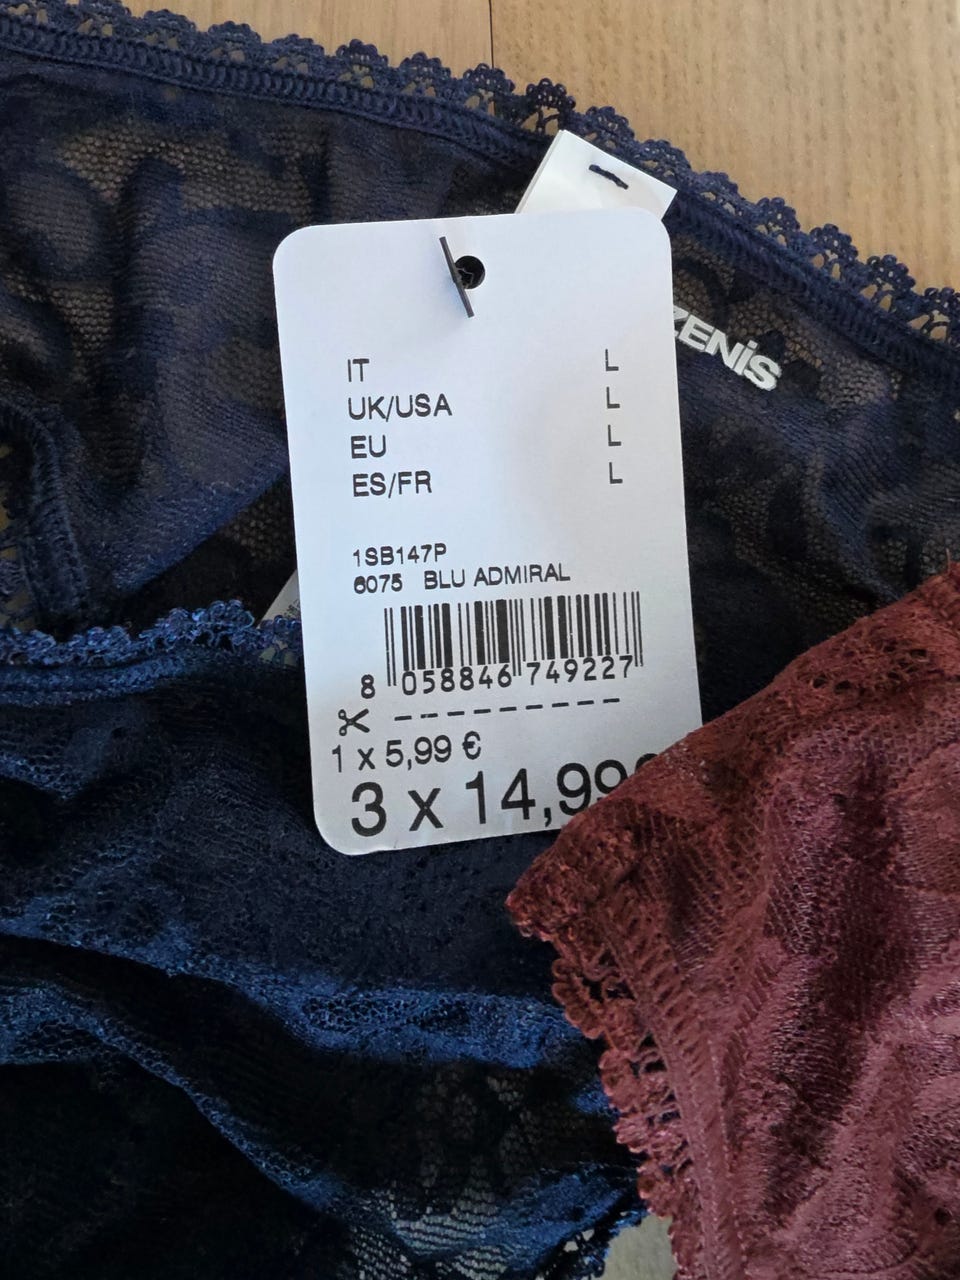 ZENIS
IT L
UK/USA L
EU L
ES/FR L
1SB147P
6075 BLU ADMIRAL
8 058846 749227
1 x 5,99 €
3 x 14,99